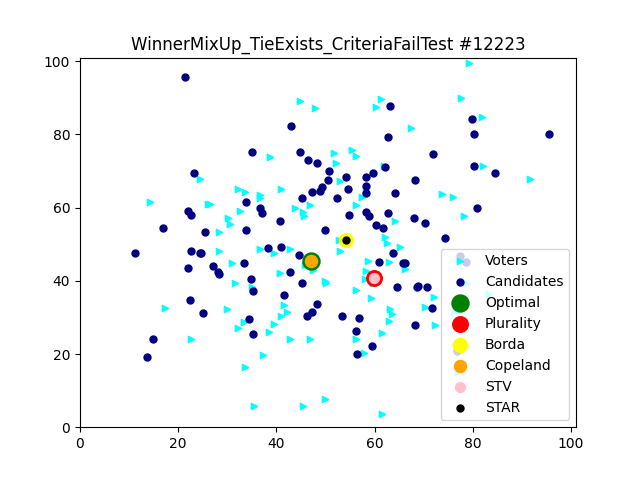 WinnerMixUp_TieExists_CriteriaFailTest #12223
100
80
60
40
20
0
0 20 40 60 80 100
Voters
Candidates
Optimal
Plurality
Borda
Copeland
STV
STAR